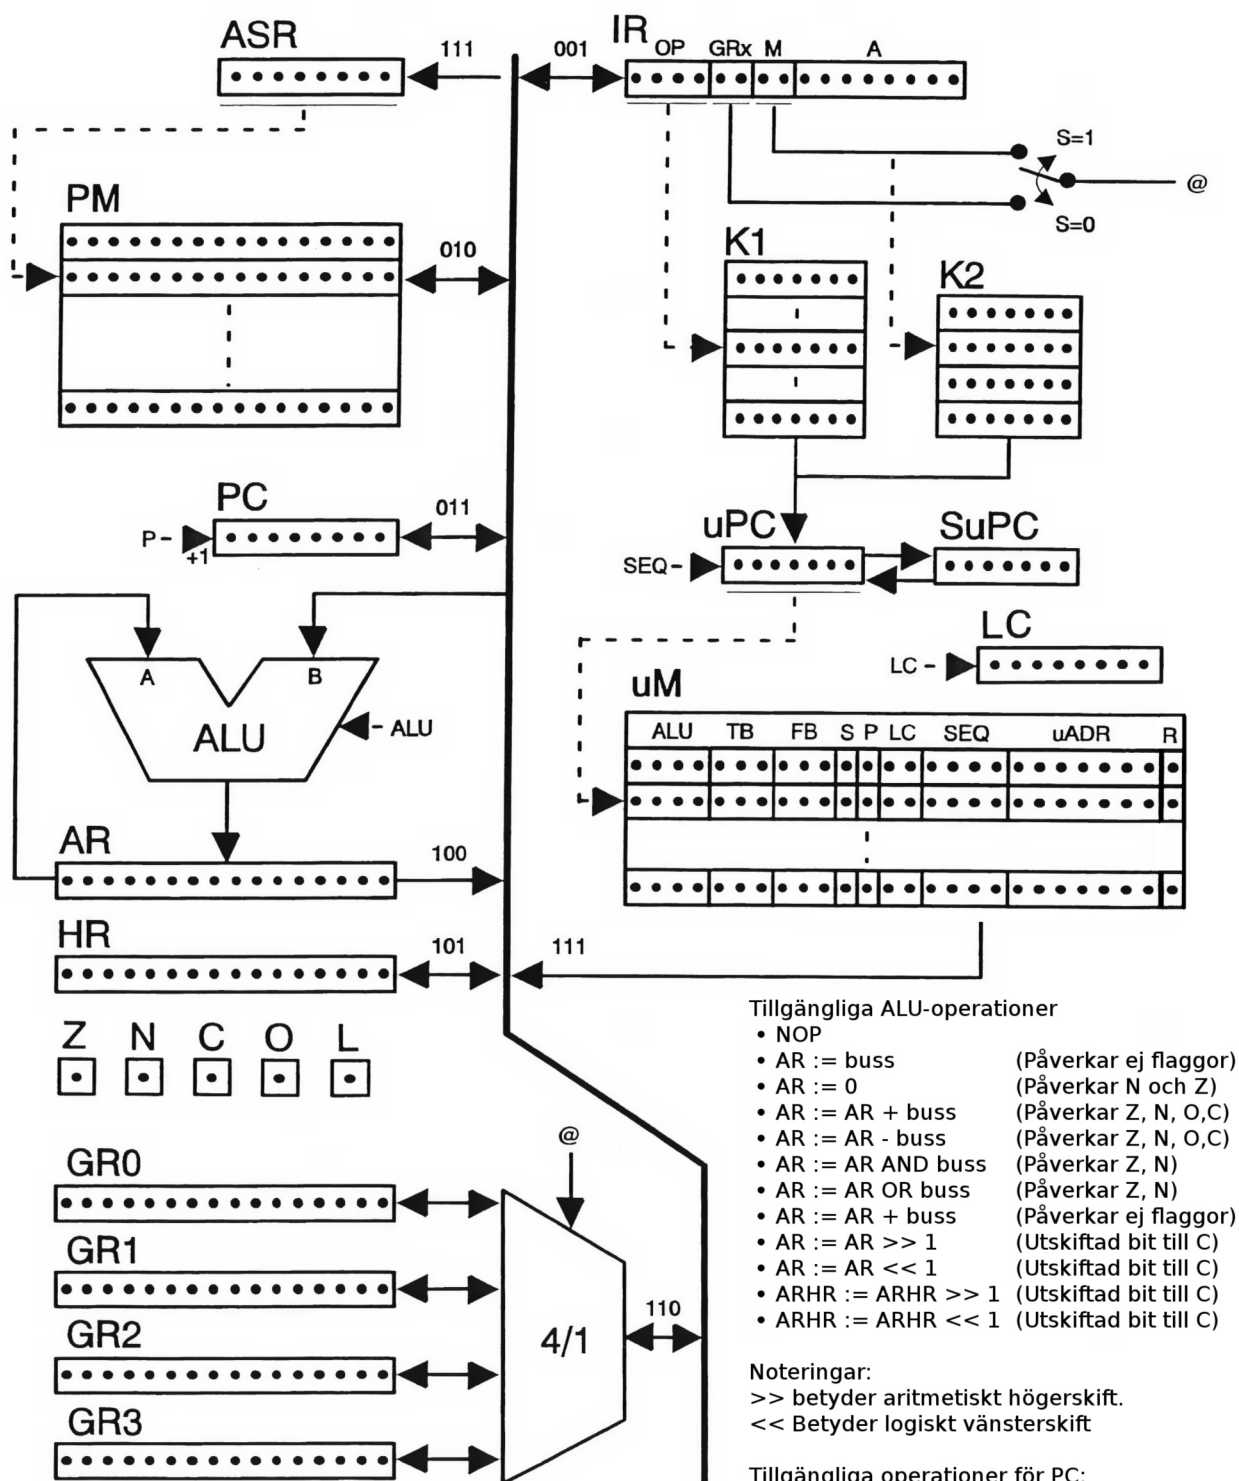 ASR
111
001
IR
OP GRx M A
S=1
@
S=0
PM
010
K1
K2
PC
011
P
+1
uPC
SuPC
SEQ
LC
LC
A B
ALU
ALU
uM
ALU TB FB S P LC SEQ uADR R
AR
100
HR
101
111
Z N C O L
@
GR0
GR1
GR2
GR3
4/1
110
Tillgängliga ALU-operationer
• NOP
• AR := buss (Påverkar ej flaggor)
• AR := 0 (Påverkar N och Z)
• AR := AR + buss (Påverkar Z, N, O,C)
• AR := AR - buss (Påverkar Z, N, O,C)
• AR := AR AND buss (Påverkar Z, N)
• AR := AR OR buss (Påverkar Z, N)
• AR := AR + buss (Påverkar ej flaggor)
• AR := AR >> 1 (Utskiftad bit till C)
• AR := AR << 1 (Utskiftad bit till C)
• ARHR := ARHR >> 1 (Utskiftad bit till C)
• ARHR := ARHR << 1 (Utskiftad bit till C)
Noteringar:
>> betyder aritmetiskt högerskift.
<< Betyder logiskt vänsterskift
Tillgängliga operationer för PC: